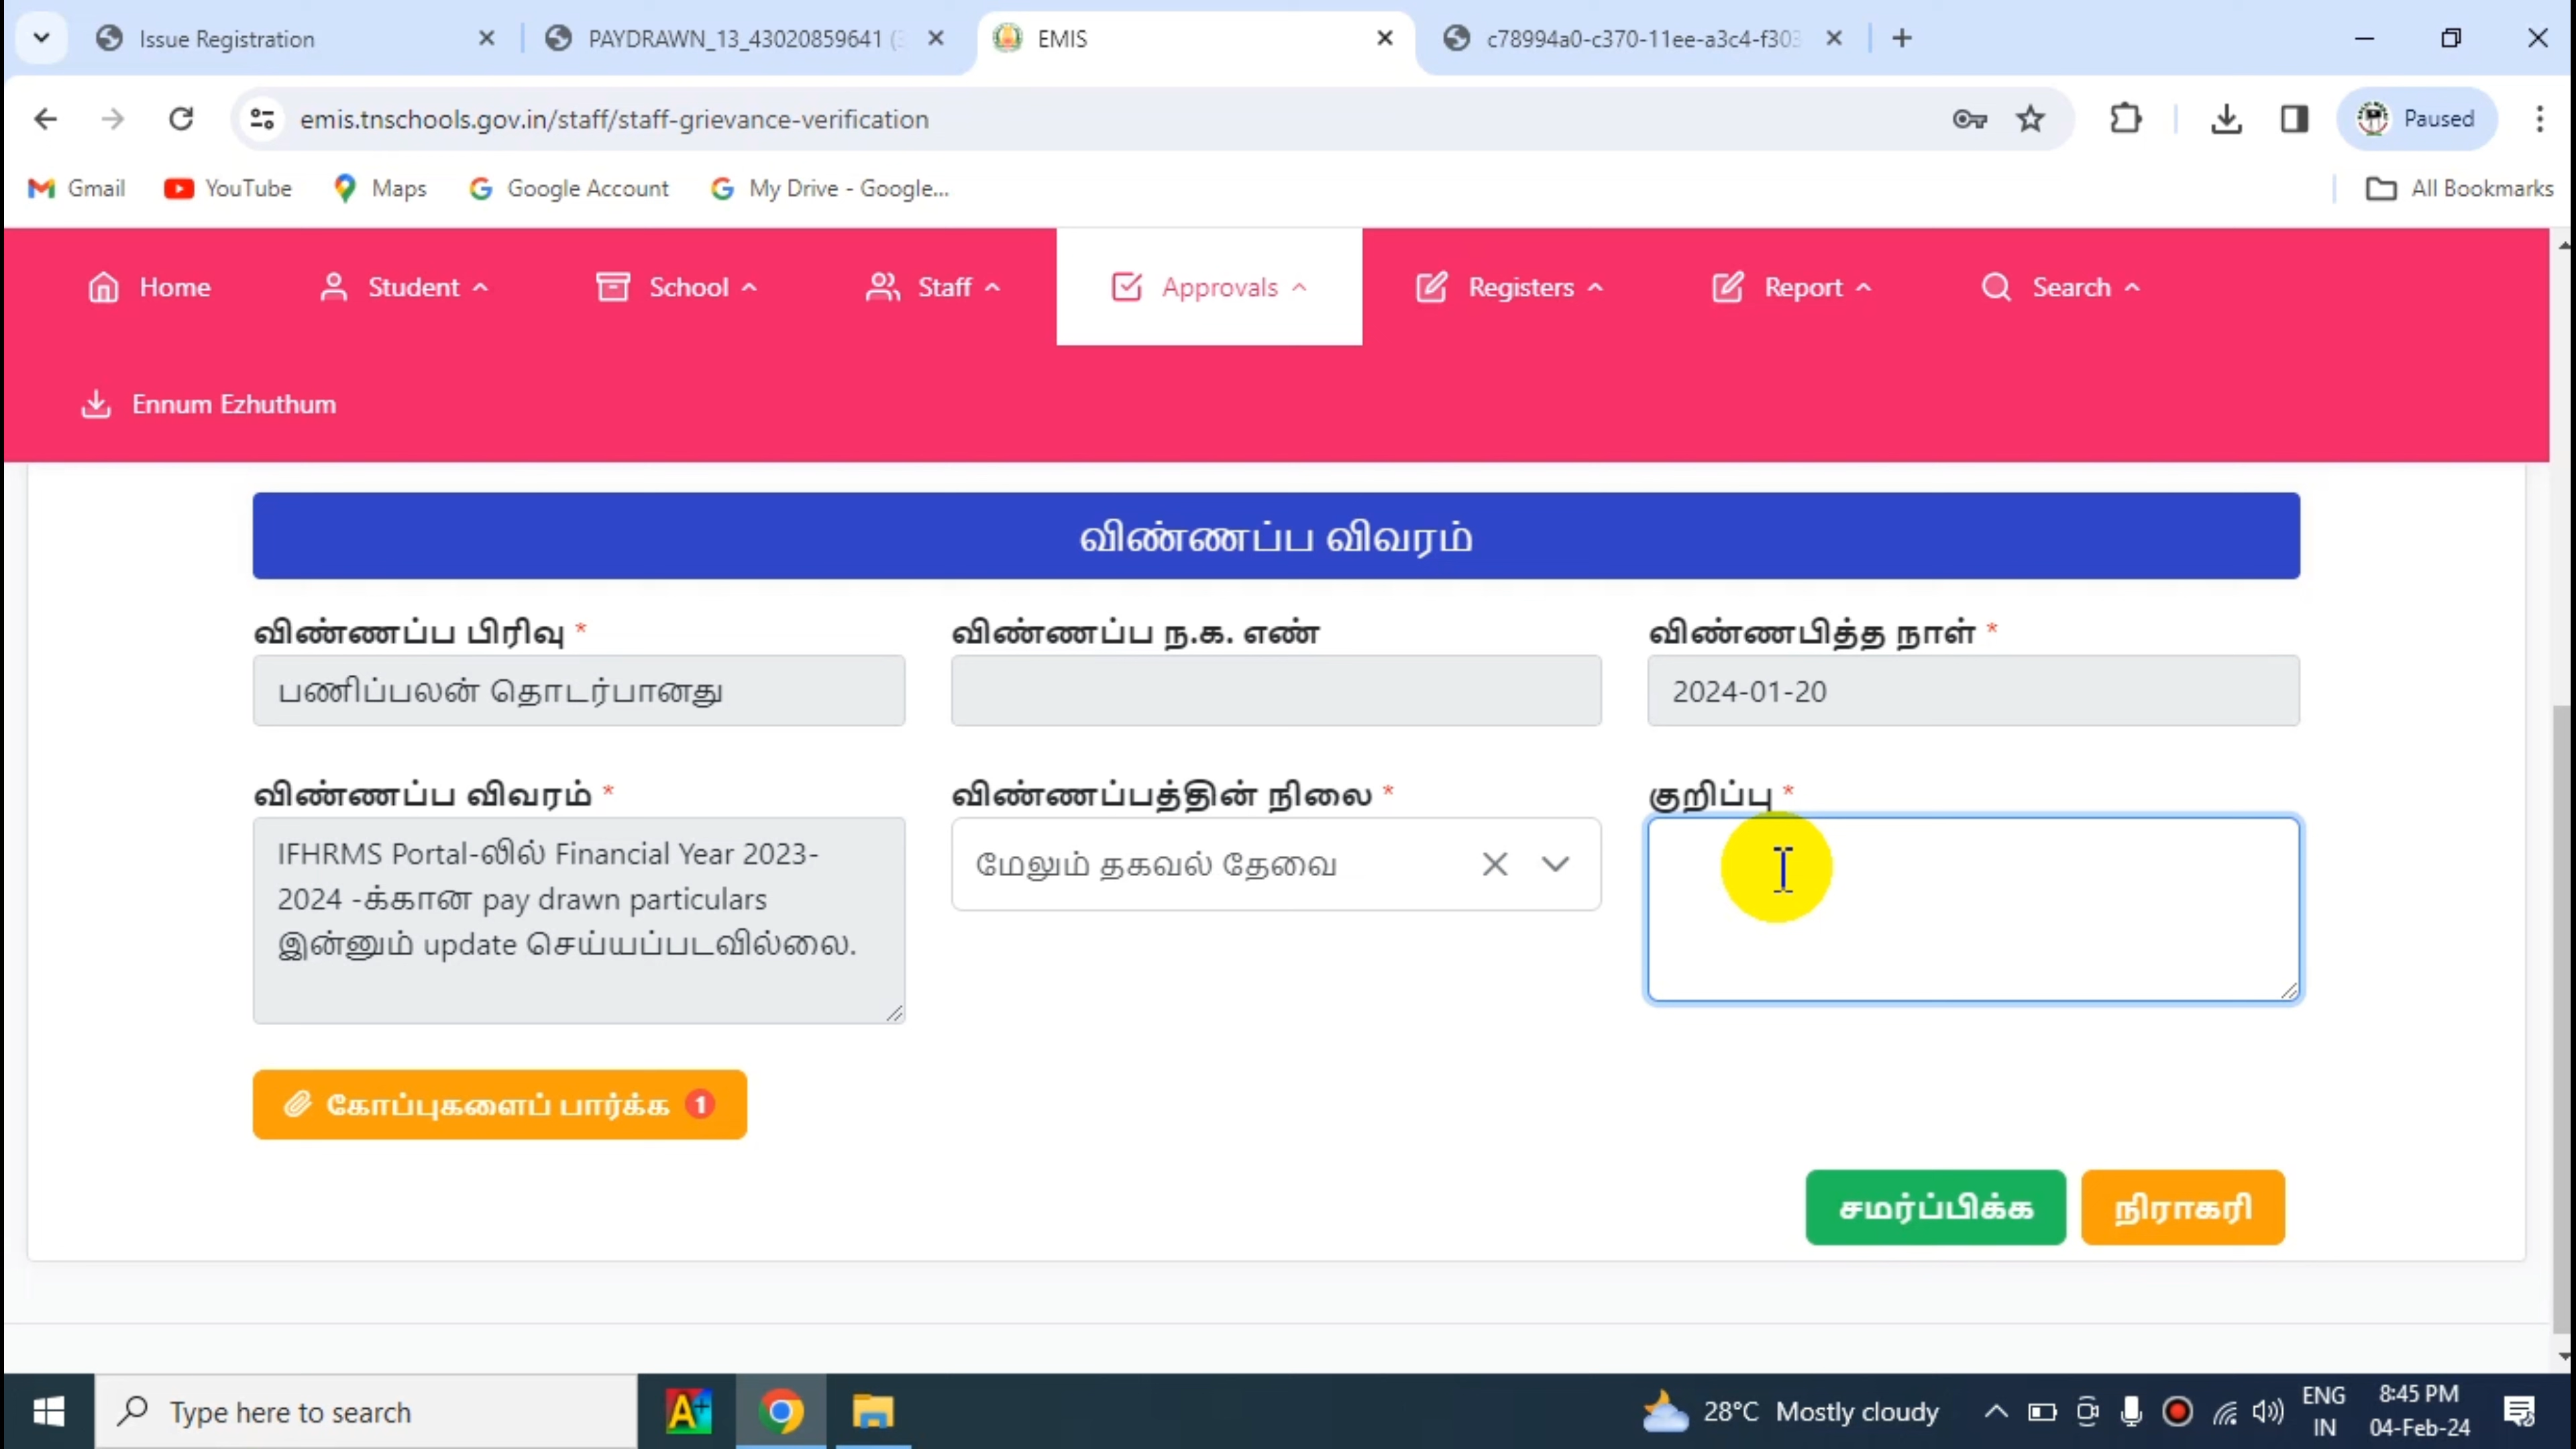 Issue Registration
PAYDRAWN_13_43020859641 (
EMIS
c78994a0-c370-11ee-a3c4-f303
emis.tnschools.gov.in/staff/staff-grievance-verification
Paused
Gmail
YouTube
Maps
Google Account
My Drive - Google...
All Bookmarks
Home
Student
School
Staff
Approvals
Registers
Report
Search
Ennum Ezhuthum
விண்ணப்ப விவரம்
விண்ணப்ப பிரிவு *
விண்ணப்ப ந.க. எண்
விண்ணபித்த நாள் *
பணிப்பலன் தொடர்பானது
2024-01-20
விண்ணப்ப விவரம் *
விண்ணப்பத்தின் நிலை *
குறிப்பு *
IFHRMS Portal-லில் Financial Year 2023-
2024 -க்கான pay drawn particulars
இன்னும் update செய்யப்படவில்லை.
மேலும் தகவல் தேவை
கோப்புகளைப் பார்க்க 1
சமர்ப்பிக்க
நிராகரி
Type here to search
A+
28°C Mostly cloudy
ENG
IN
8:45 PM
04-Feb-24